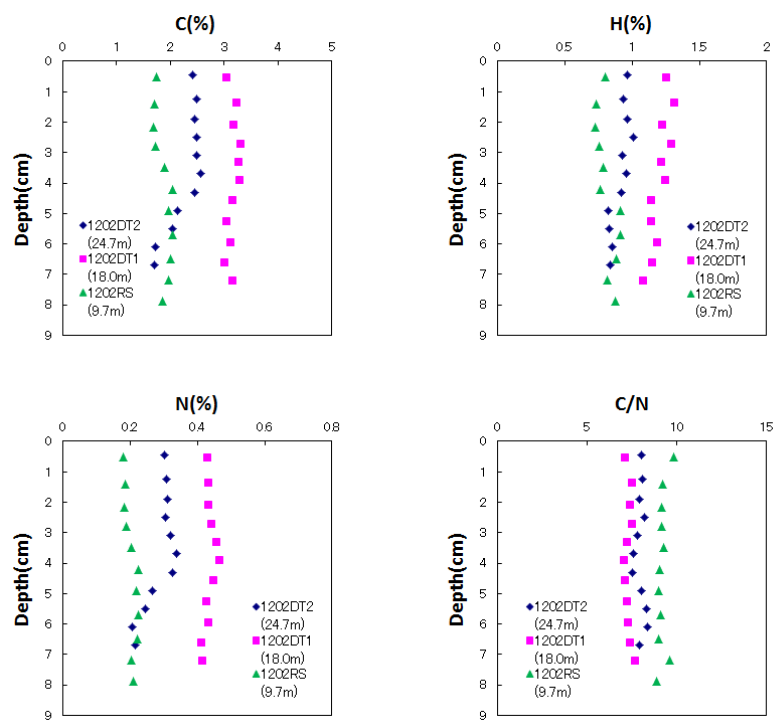 C(%)
0 1 2 3 4 5
0
1
2
3
4
5
6
7
8
9
Depth(cm)
1202DT2
(24.7m)
1202DT1
(18.0m)
1202RS
(9.7m)
H(%)
0 0.5 1 1.5 2
0
1
2
3
4
5
6
7
8
9
Depth(cm)
1202DT2
(24.7m)
1202DT1
(18.0m)
1202RS
(9.7m)
N(%)
0 0.2 0.4 0.6 0.8
0
1
2
3
4
5
6
7
8
9
Depth(cm)
1202DT2
(24.7m)
1202DT1
(18.0m)
1202RS
(9.7m)
C/N
0 5 10 15
0
1
2
3
4
5
6
7
8
9
Depth(cm)
1202DT2
(24.7m)
1202DT1
(18.0m)
1202RS
(9.7m)